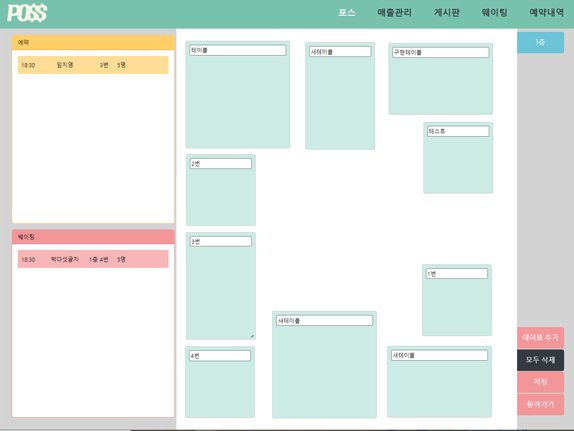 POSS 포스 매출관리 게시판 웨이팅 예약내역
예약
18:30 임지명 3번 5명
웨이팅
18:30 박다섯글자 1층 4번 5명
테이블
새테이블
구현테이블
테스트
2번
3번
1번
새테이블
4번
새테이블
1층
테이블 추가
모두 삭제
저장
돌아가기